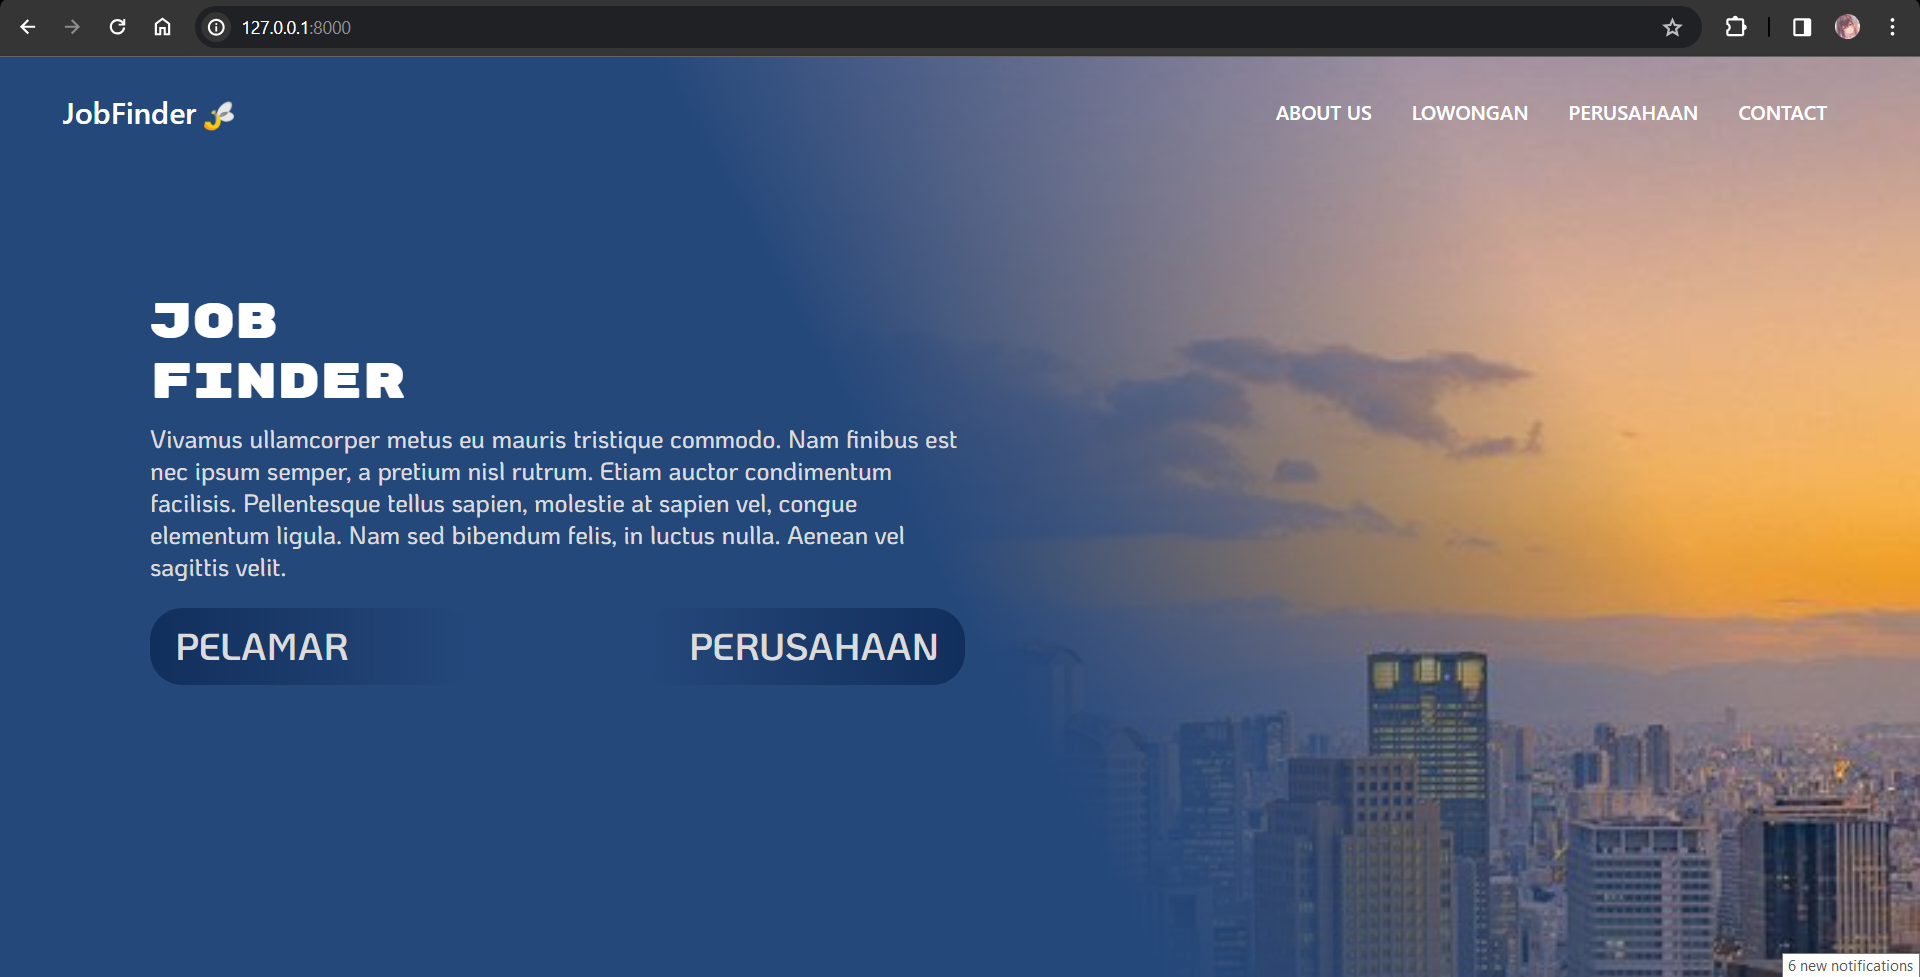 127.0.0.1:8000
JobFinder
ABOUT US LOWONGAN PERUSAHAAN CONTACT
JOB
FINDER
Vivamus ullamcorper metus eu mauris tristique commodo. Nam finibus est
nec ipsum semper, a pretium nisl rutrum. Etiam auctor condimentum
facilisis. Pellentesque tellus sapien, molestie at sapien vel, congue
elementum ligula. Nam sed bibendum felis, in luctus nulla. Aenean vel
sagittis velit.
PELAMAR PERUSAHAAN
6 new notifications